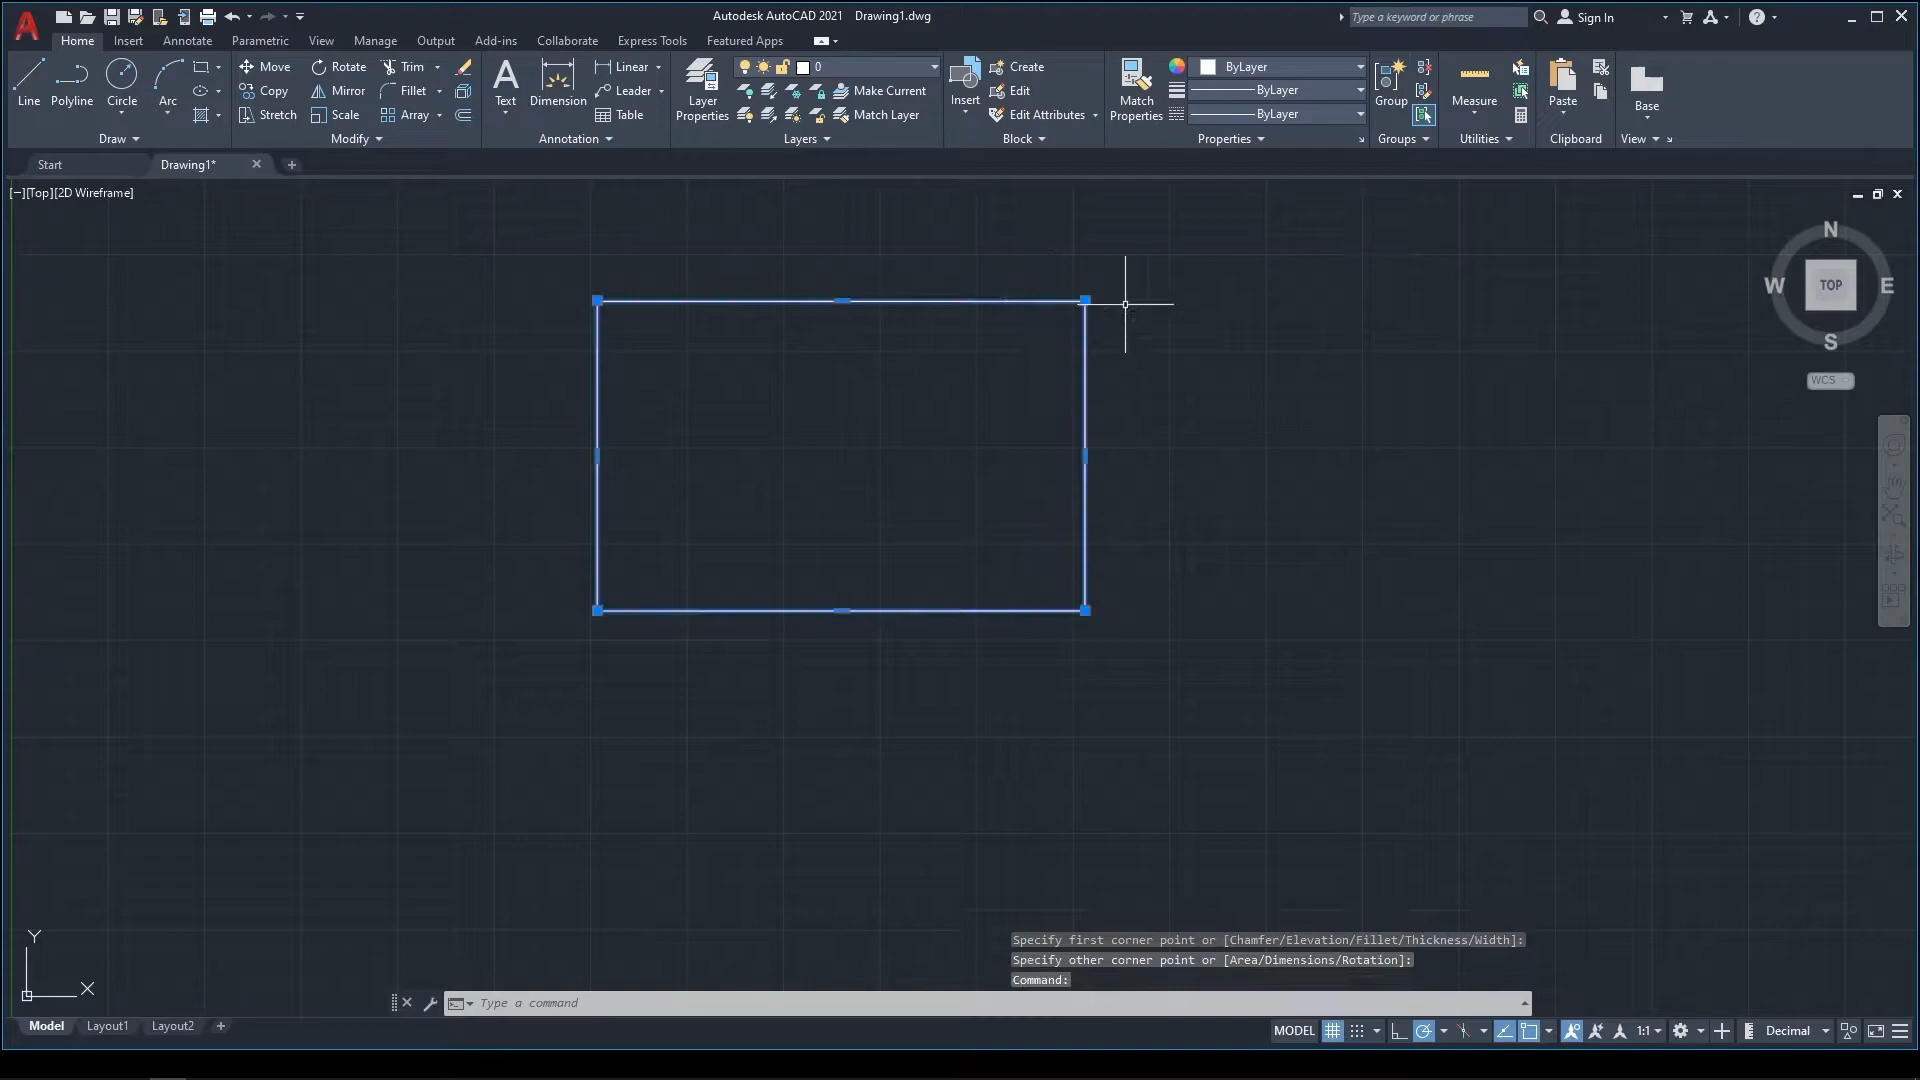 Autodesk AutoCAD 2021 Drawing1.dwg
Type a keyword or phrase
Sign In
Home Insert Annotate Parametric View Manage Output Add-ins Collaborate Express Tools Featured Apps
Line Polyline Circle Arc
Draw
Move Rotate Trim
Copy Mirror Fillet
Stretch Scale Array
Modify
Text Dimension
Linear
Leader
Table
Annotation
Layer Properties
0
Make Current
Match Layer
Layers
Insert
Create
Edit
Edit Attributes
Block
Match Properties
ByLayer
ByLayer
ByLayer
Properties
Group
Groups
Measure
Utilities
Paste
Clipboard
Base
View
Start Drawing1*
[−][Top][2D Wireframe]
N
W TOP E
S
WCS
Y
X
Specify first corner point or [Chamfer/Elevation/Fillet/Thickness/Width]:
Specify other corner point or [Area/Dimensions/Rotation]:
Command:
Type a command
Model Layout1 Layout2
MODEL 1:1 Decimal